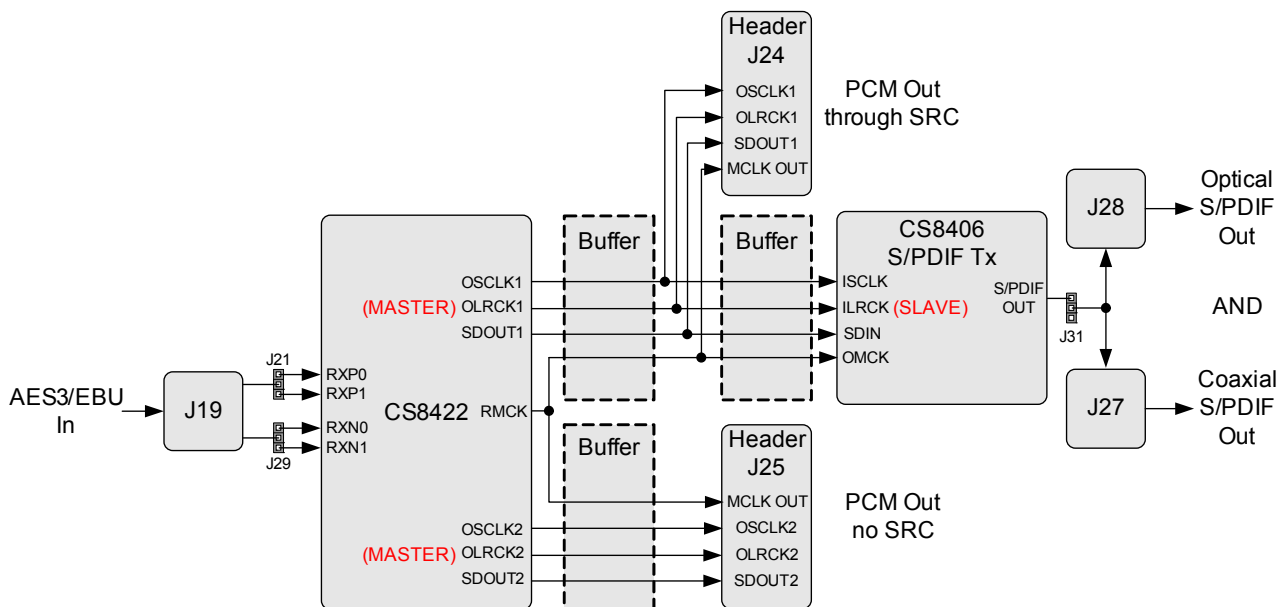 Header
J24
OSCLK1
OLRCK1
SDOUT1
MCLK OUT
PCM Out
through SRC
AES3/EBU
In
J19
J21
J29
RXP0
RXP1
RXN0
RXN1
CS8422
OSCLK1
(MASTER) OLRCK1
SDOUT1
RMCK
OSCLK2
(MASTER) OLRCK2
SDOUT2
Buffer
Buffer
Buffer
CS8406
S/PDIF Tx
ISCLK
ILRCK (SLAVE)
SDIN
OMCK
S/PDIF
OUT
J31
J28
Optical
S/PDIF
Out
AND
J27
Coaxial
S/PDIF
Out
Header
J25
MCLK OUT
OSCLK2
OLRCK2
SDOUT2
PCM Out
no SRC